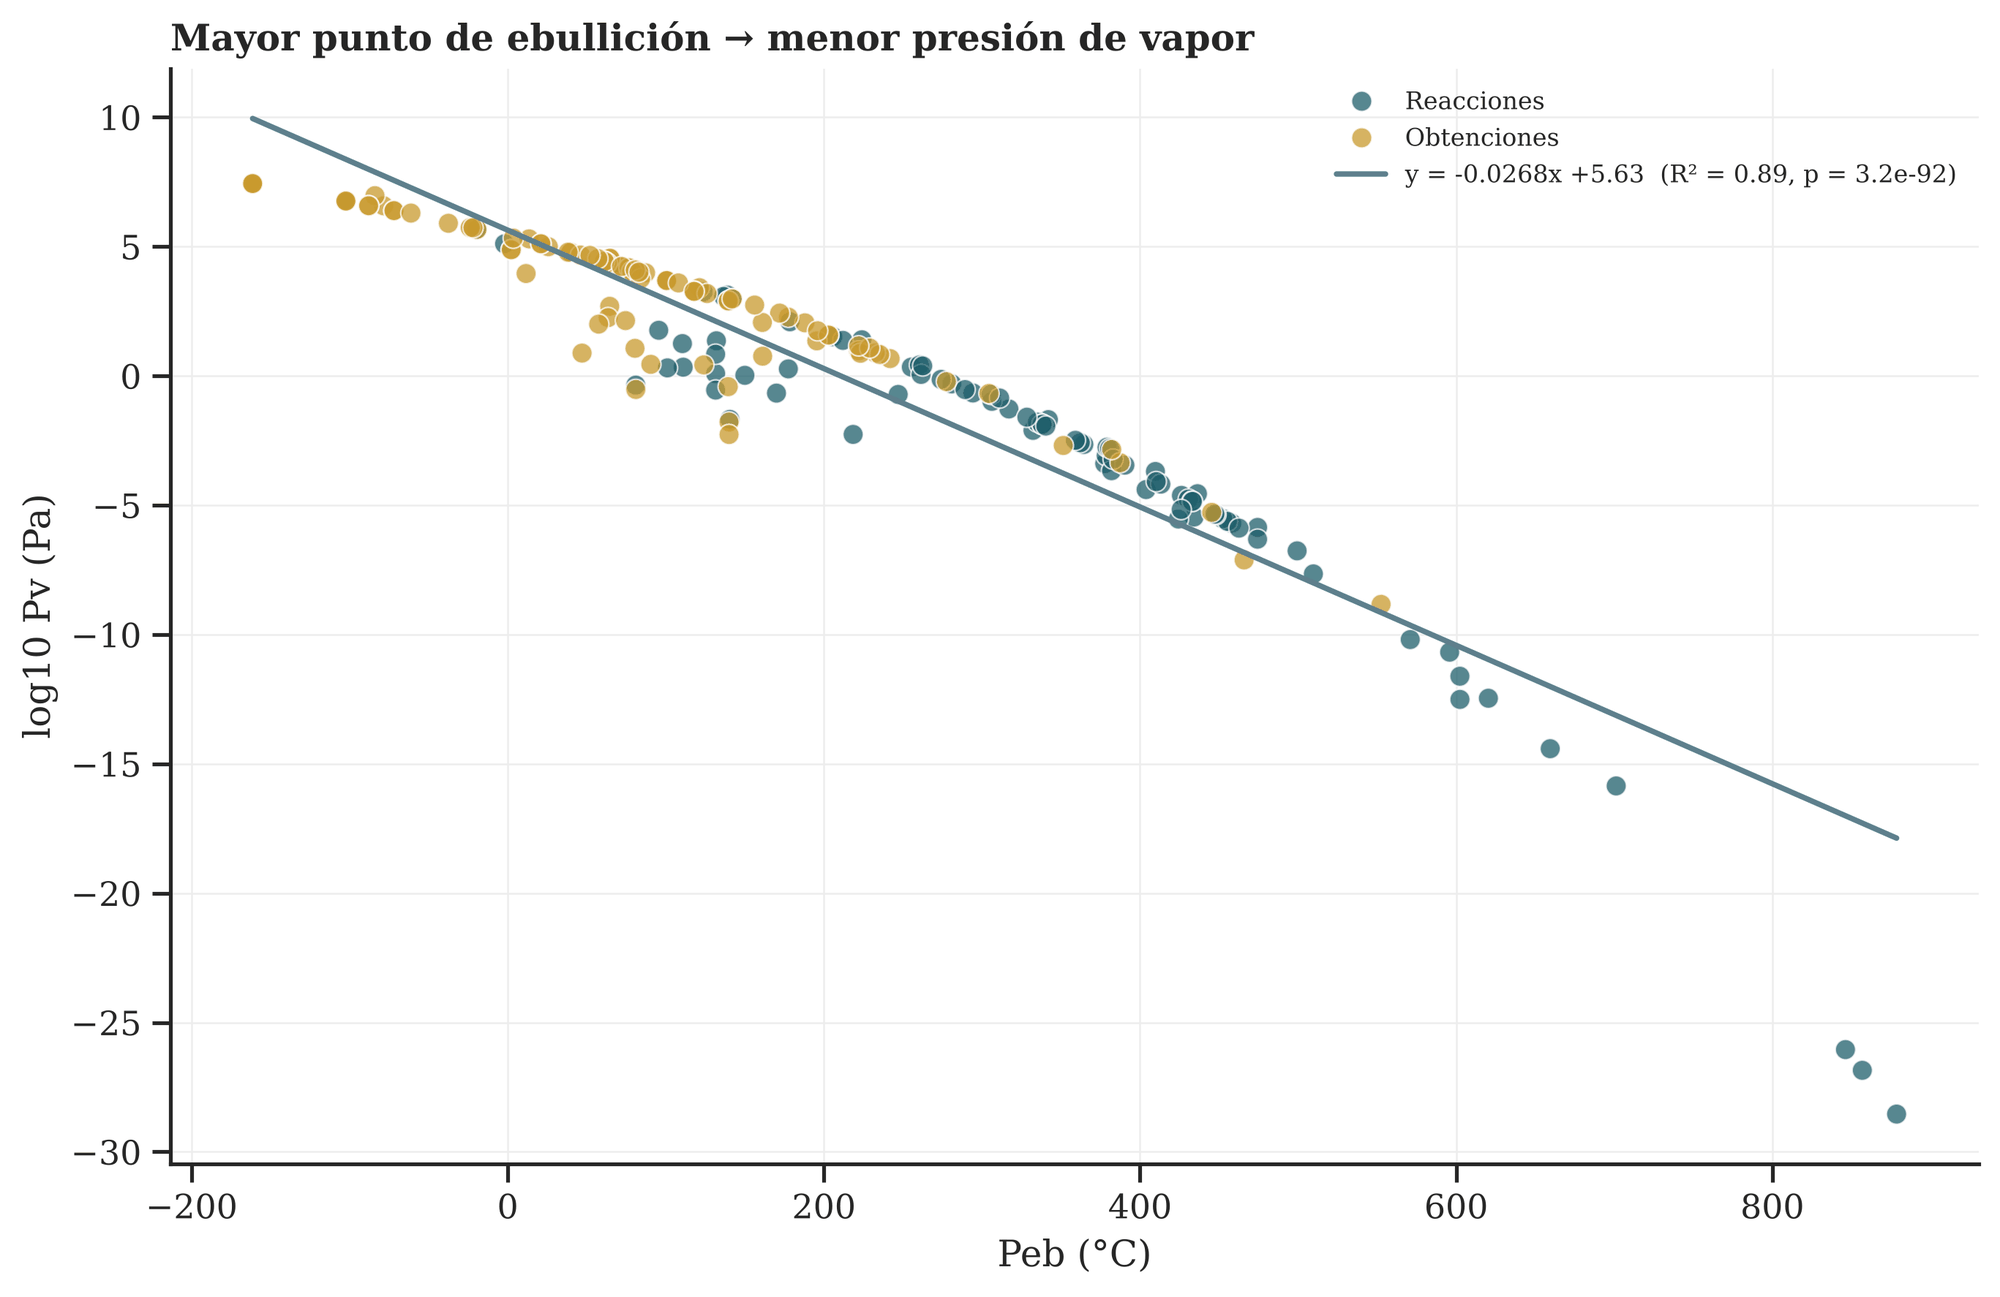 Mayor punto de ebullición → menor presión de vapor
Reacciones
Obtenciones
y = -0.0268x +5.63  (R² = 0.89, p = 3.2e-92)
log10 Pv (Pa)
10
5
0
−5
−10
−15
−20
−25
−30
−200
0
200
400
600
800
Peb (°C)